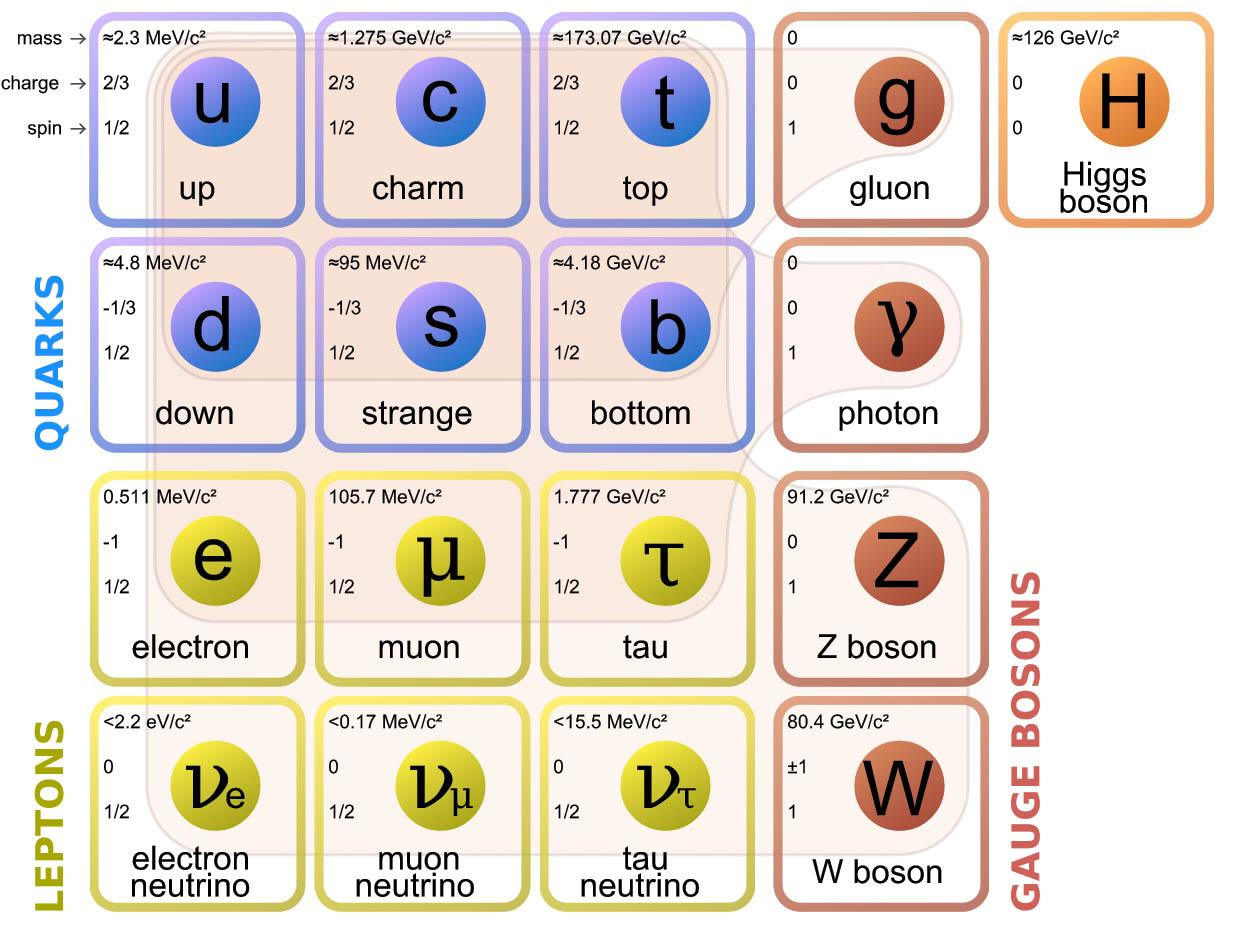 mass →
charge →
spin →
≈2.3 MeV/c²
2/3
1/2
u
up
≈1.275 GeV/c²
2/3
1/2
c
charm
≈173.07 GeV/c²
2/3
1/2
t
top
0
0
1
g
gluon
≈126 GeV/c²
0
0
H
Higgs
boson
QUARKS
≈4.8 MeV/c²
-1/3
1/2
d
down
≈95 MeV/c²
-1/3
1/2
s
strange
≈4.18 GeV/c²
-1/3
1/2
b
bottom
0
0
1
γ
photon
0.511 MeV/c²
-1
1/2
e
electron
105.7 MeV/c²
-1
1/2
μ
muon
1.777 GeV/c²
-1
1/2
τ
tau
91.2 GeV/c²
0
1
Z
Z boson
LEPTONS
<2.2 eV/c²
0
1/2
νe
electron
neutrino
<0.17 MeV/c²
0
1/2
νμ
muon
neutrino
<15.5 MeV/c²
0
1/2
ντ
tau
neutrino
80.4 GeV/c²
±1
1
W
W boson
GAUGE BOSONS